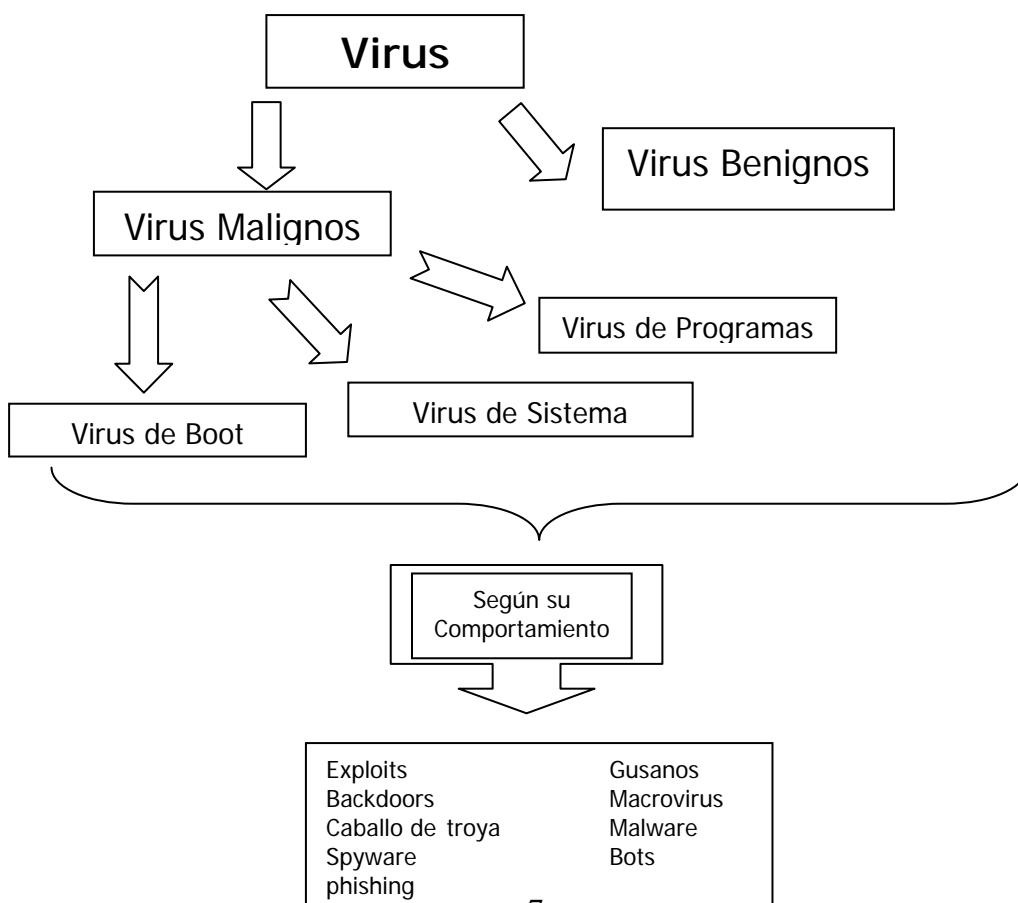 Virus
Virus Benignos
Virus Malignos
Virus de Programas
Virus de Sistema
Virus de Boot
Según su
Comportamiento
Exploits
Backdoors
Caballo de troya
Spyware
phishing
Gusanos
Macrovirus
Malware
Bots